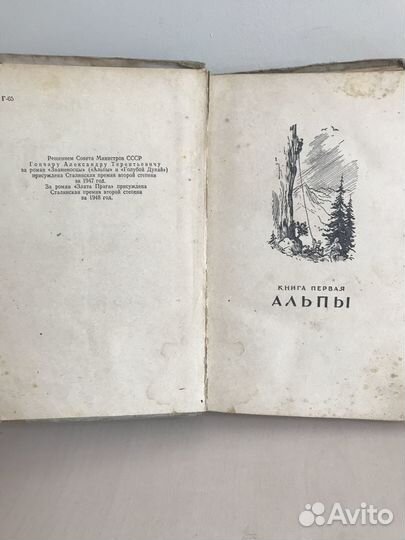 Г-65
Решением Совета Министров СССР
Гончару Александру Терентьевичу
за роман «Знаменосцы» («Альпы» и «Голубой Дунай»)
присуждена Сталинская премия второй степени
за 1947 год.
За роман «Злата Прага» присуждена
Сталинская премия второй степени
за 1948 год.
КНИГА ПЕРВАЯ
АЛЬПЫ
Avito